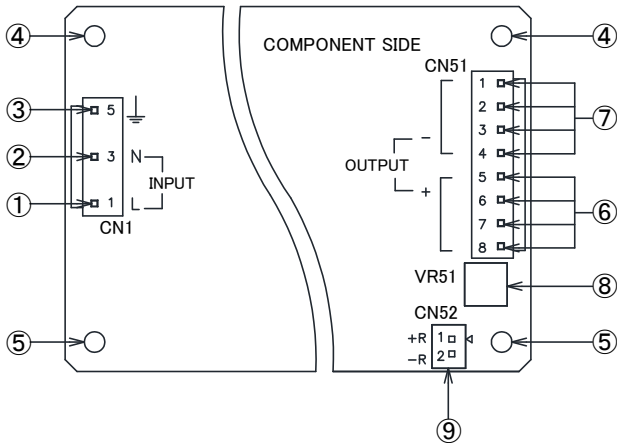 ④
④
COMPONENT SIDE
CN51
③
5
⏚
1
2
3
4
⑦
−
②
3
N
INPUT
OUTPUT
①
1
L
CN1
+
5
6
7
8
⑥
VR51
⑧
CN52
+R
1
−R
2
⑤
⑤
⑨